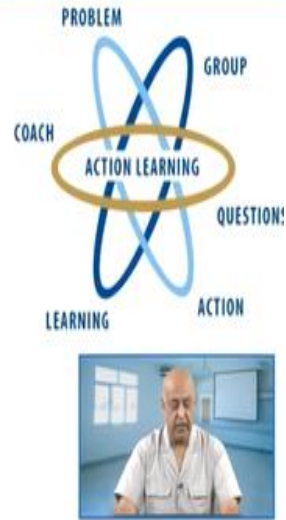 PROBLEM
GROUP
COACH
ACTION LEARNING
QUESTIONS
ACTION
LEARNING